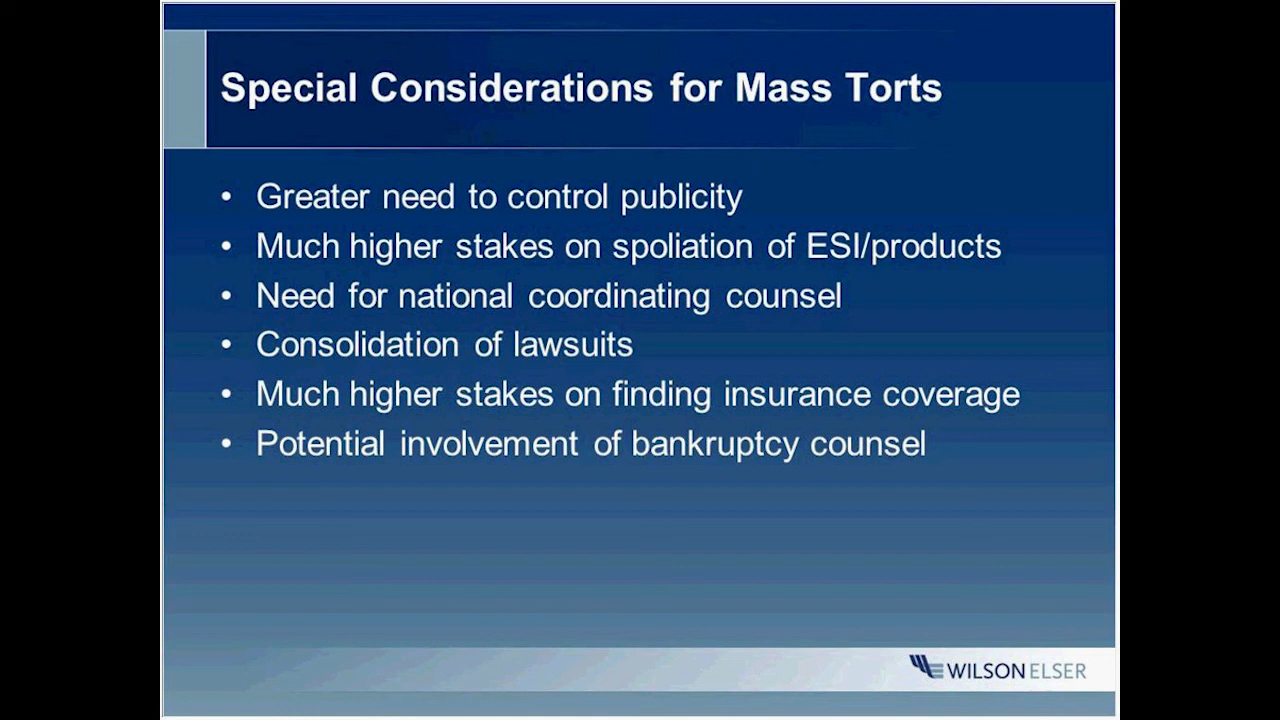 Special Considerations for Mass Torts
• Greater need to control publicity
• Much higher stakes on spoliation of ESI/products
• Need for national coordinating counsel
• Consolidation of lawsuits
• Much higher stakes on finding insurance coverage
• Potential involvement of bankruptcy counsel
WILSON ELSER